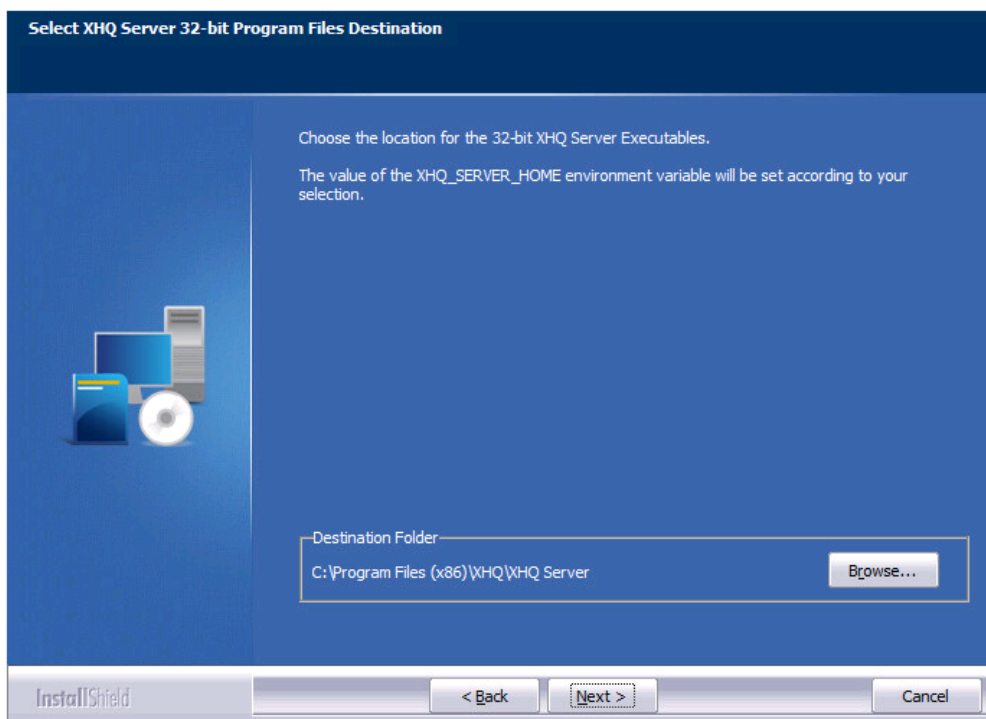 Select XHQ Server 32-bit Program Files Destination
Choose the location for the 32-bit XHQ Server Executables.
The value of the XHQ_SERVER_HOME environment variable will be set according to your
selection.
Destination Folder
C:\Program Files (x86)\XHQ\XHQ Server
Browse...
InstallShield
< Back
Next >
Cancel